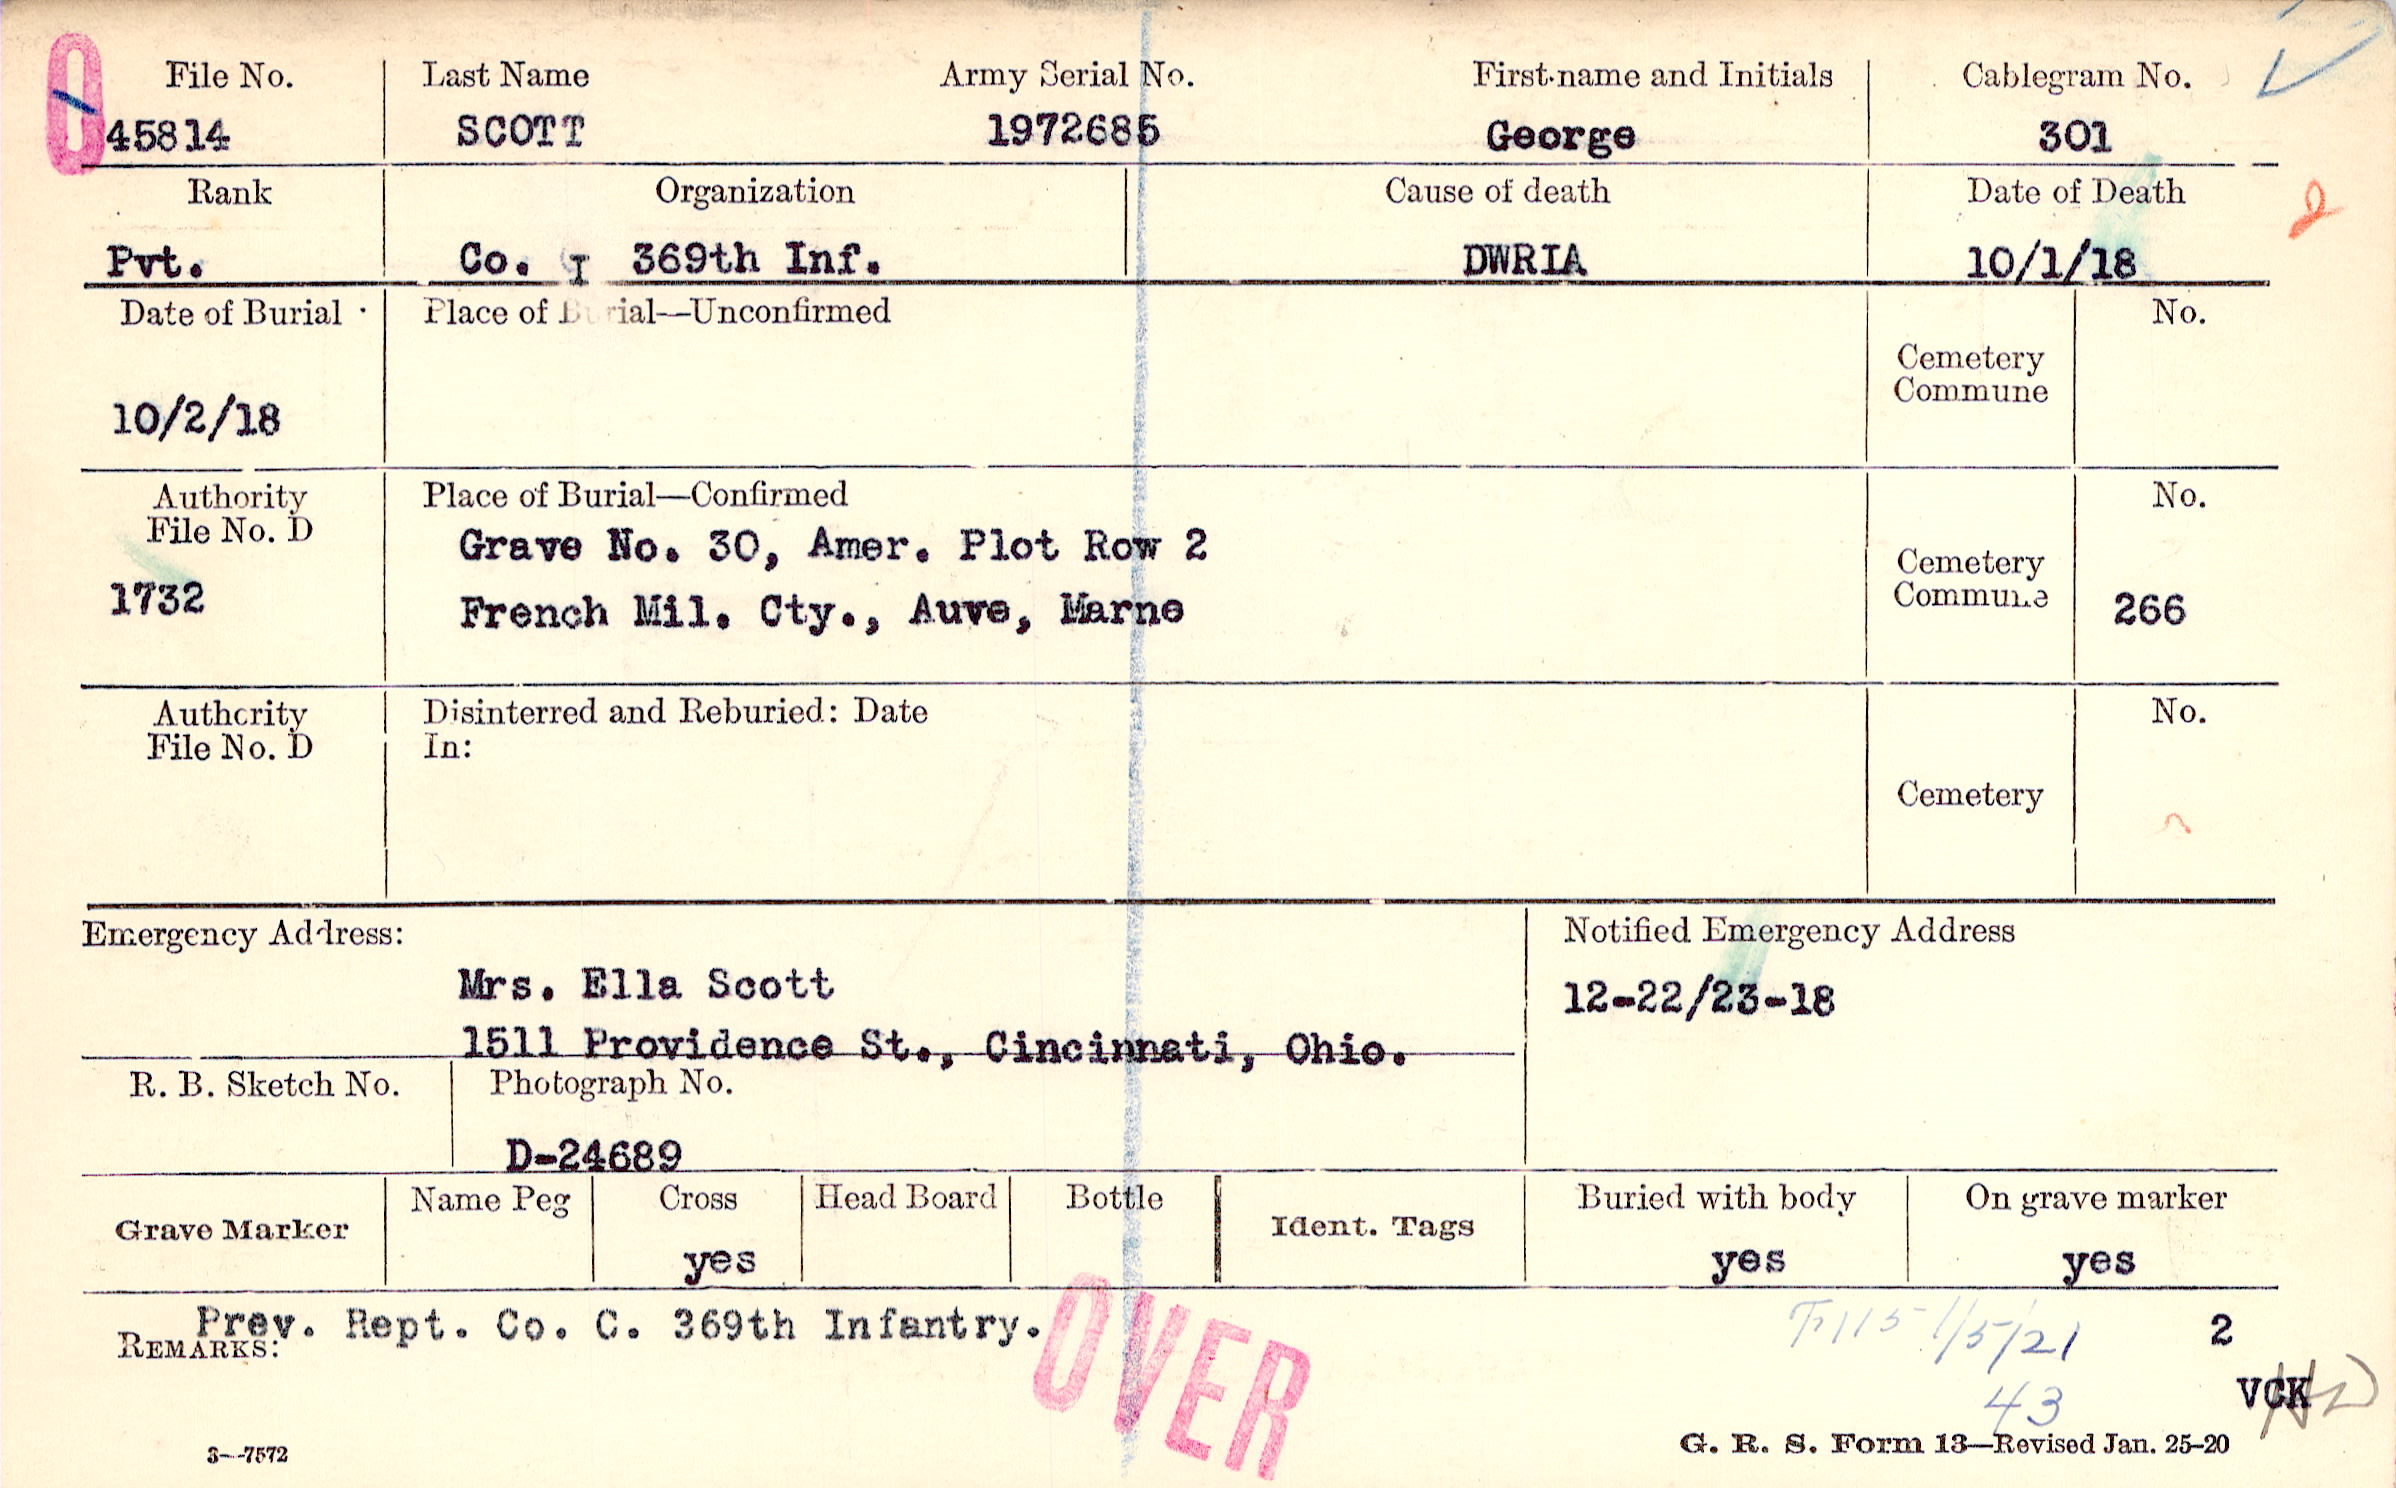 File No. Last Name Army Serial No. First name and Initials Cablegram No.
45814 SCOTT 1972685 George 301
Rank Organization Cause of death Date of Death
Pvt. Co. I 369th Inf. DWRIA 10/1/18
Date of Burial Place of Burial—Unconfirmed No.
Cemetery
Commune
10/2/18
Authority Place of Burial—Confirmed No.
File No. D
Grave No. 30, Amer. Plot Row 2
Cemetery
Commune
1732 French Mil. Cty., Auve, Marne 266
Authority Disinterred and Reburied: Date No.
File No. D In:
Cemetery
Emergency Address: Notified Emergency Address
Mrs. Ella Scott 12-22/23-18
1511 Providence St., Cincinnati, Ohio.
R. B. Sketch No. Photograph No.
D-24689
Grave Marker Name Peg Cross Head Board Bottle Ident. Tags Buried with body On grave marker
yes yes yes
Prev. Rept. Co. C. 369th Infantry. 1/5/21 2
REMARKS:
OVER
43 VCK
3—7572 G. R. S. Form 13—Revised Jan. 25-20